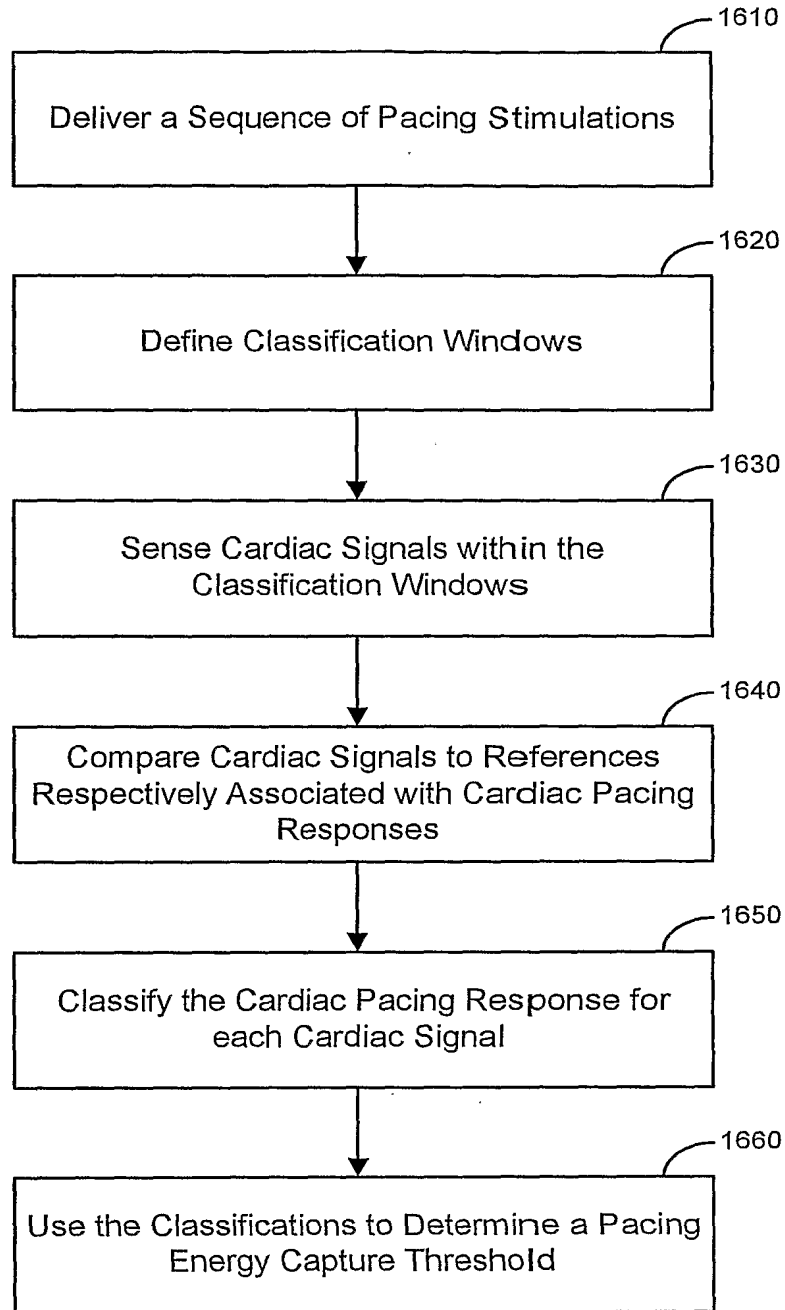 1610
Deliver a Sequence of Pacing Stimulations
1620
Define Classification Windows
1630
Sense Cardiac Signals within the
Classification Windows
1640
Compare Cardiac Signals to References
Respectively Associated with Cardiac Pacing
Responses
1650
Classify the Cardiac Pacing Response for
each Cardiac Signal
1660
Use the Classifications to Determine a Pacing
Energy Capture Threshold